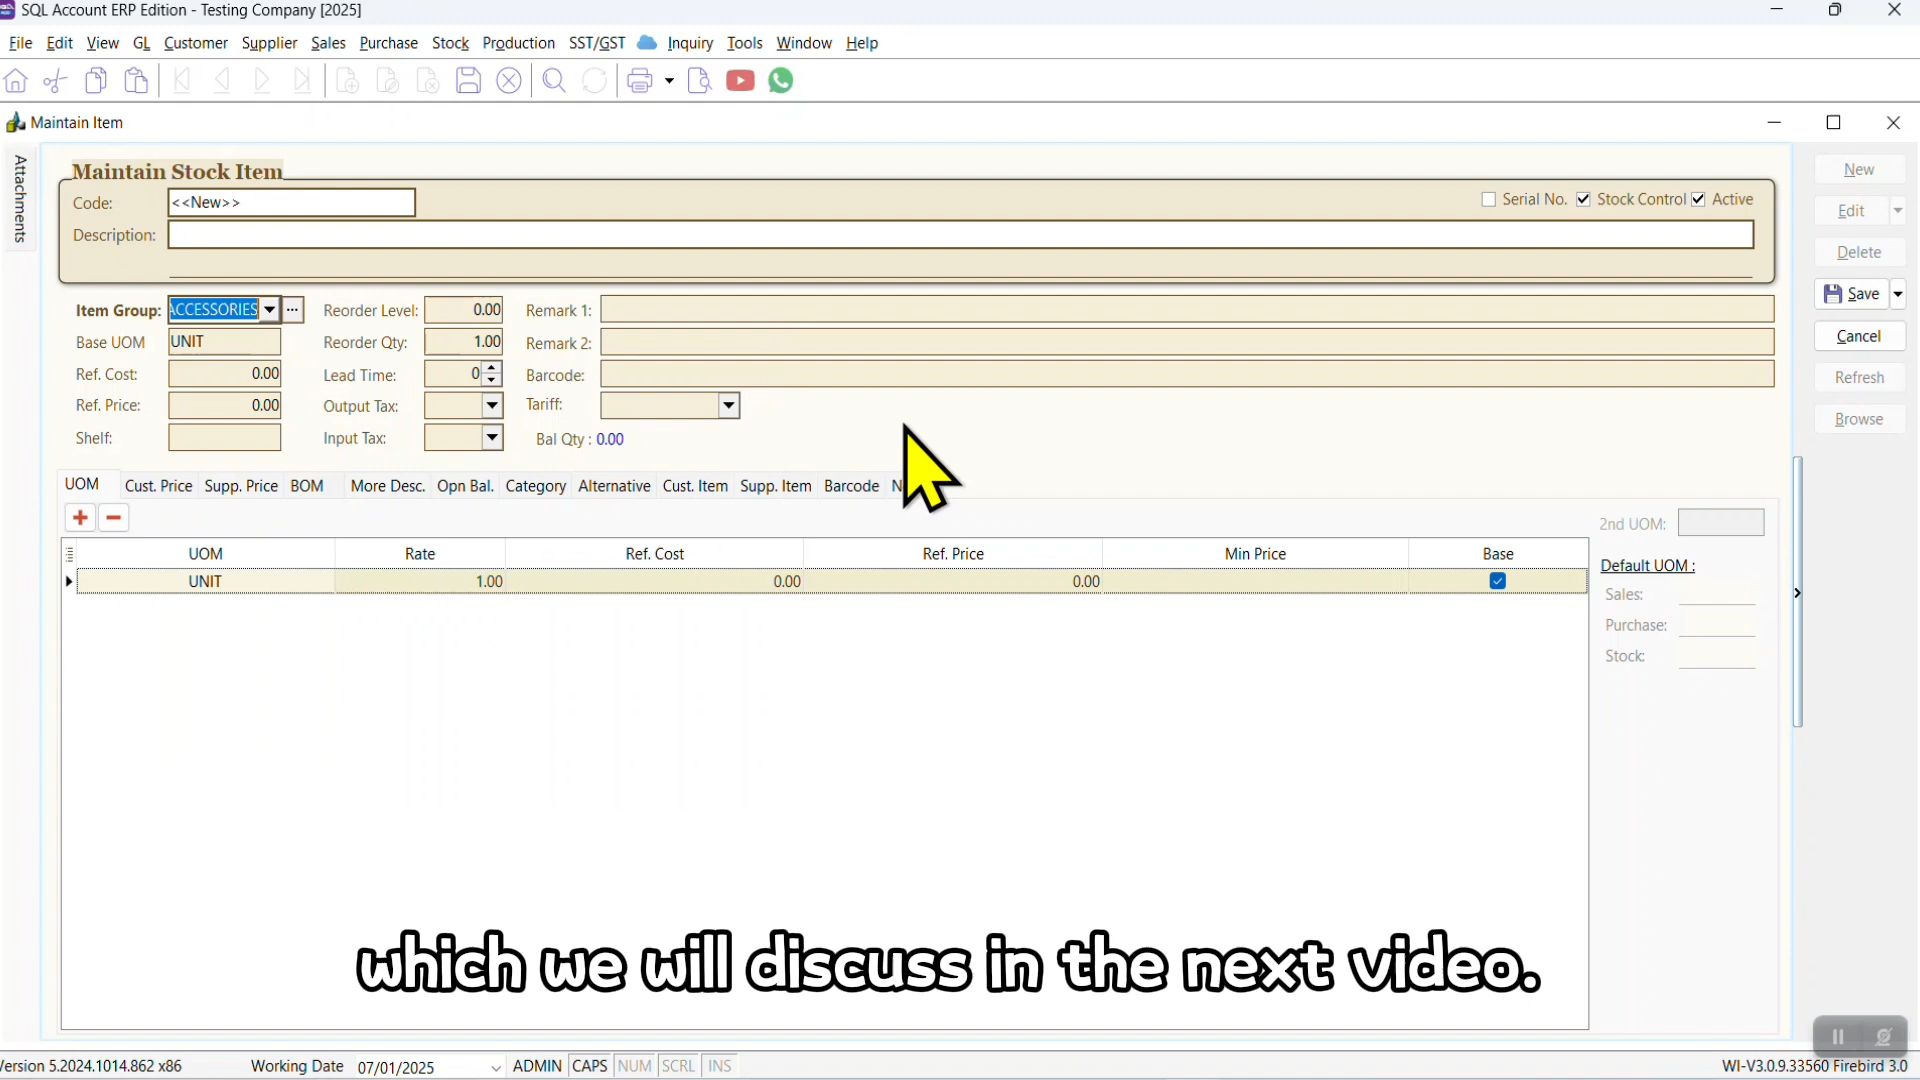 SQL Account ERP Edition - Testing Company [2025]
File Edit View GL Customer Supplier Sales Purchase Stock Production SST/GST Inquiry Tools Window Help
Maintain Item
Attachments
Maintain Stock Item
Code: <<New>>
Serial No. Stock Control Active
Description:
Item Group: ACCESSORIES ... Reorder Level: 0.00 Remark 1:
Base UOM UNIT Reorder Qty: 1.00 Remark 2:
Ref. Cost: 0.00 Lead Time: 0 Barcode:
Ref. Price: 0.00 Output Tax: Tariff:
Shelf: Input Tax: Bal Qty : 0.00
UOM Cust. Price Supp. Price BOM More Desc. Opn Bal. Category Alternative Cust. Item Supp. Item Barcode
2nd UOM:
UOM Rate Ref. Cost Ref. Price Min Price Base
UNIT 1.00 0.00 0.00
Default UOM :
Sales:
Purchase:
Stock:
New
Edit
Delete
Save
Cancel
Refresh
Browse
which we will discuss in the next video.
ersion 5.2024.1014.862 x86 Working Date 07/01/2025 ADMIN CAPS NUM SCRL INS WI-V3.0.9.33560 Firebird 3.0